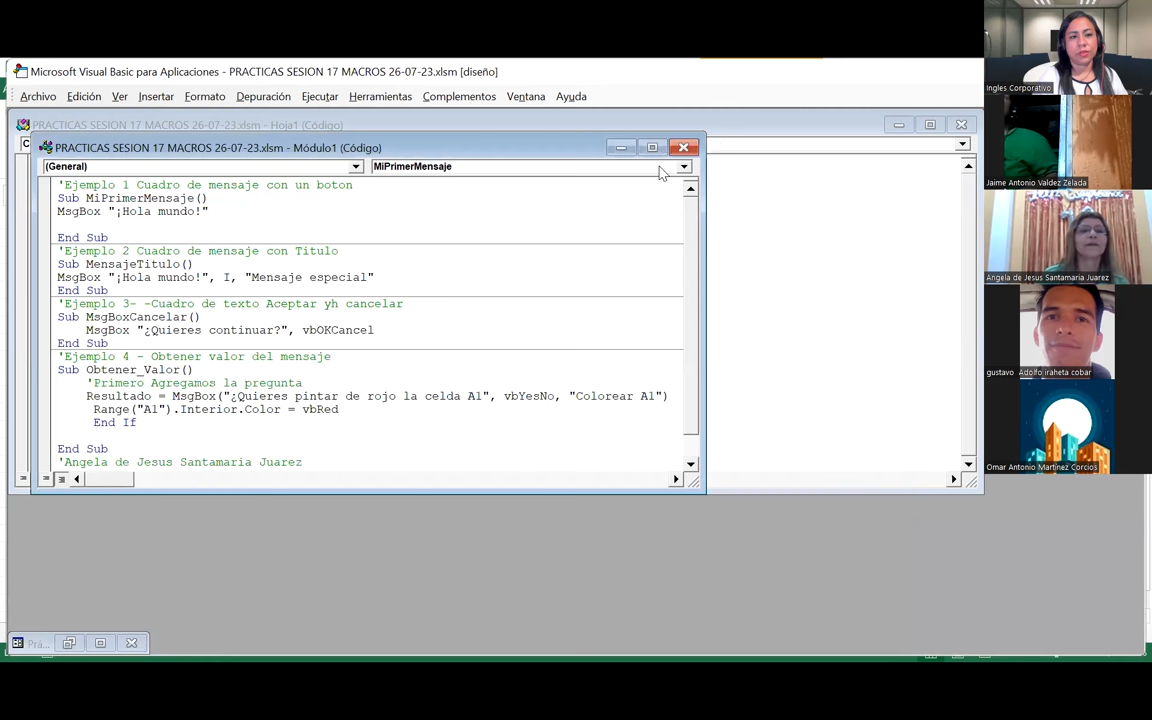 Microsoft Visual Basic para Aplicaciones - PRACTICAS SESION 17 MACROS 26-07-23.xlsm [diseño]
Archivo Edición Ver Insertar Formato Depuración Ejecutar Herramientas Complementos Ventana Ayuda
PRACTICAS SESION 17 MACROS 26-07-23.xlsm - Hoja1 (Código)
PRACTICAS SESION 17 MACROS 26-07-23.xlsm - Módulo1 (Código)
(General) MiPrimerMensaje
'Ejemplo 1 Cuadro de mensaje con un boton
Sub MiPrimerMensaje()
MsgBox "¡Hola mundo!"
End Sub
'Ejemplo 2 Cuadro de mensaje con Titulo
Sub MensajeTitulo()
MsgBox "¡Hola mundo!", I, "Mensaje especial"
End Sub
'Ejemplo 3- -Cuadro de texto Aceptar yh cancelar
Sub MsgBoxCancelar()
MsgBox "¿Quieres continuar?", vbOKCancel
End Sub
'Ejemplo 4 - Obtener valor del mensaje
Sub Obtener_Valor()
'Primero Agregamos la pregunta
Resultado = MsgBox("¿Quieres pintar de rojo la celda A1", vbYesNo, "Colorear A1")
Range("A1").Interior.Color = vbRed
End If
End Sub
'Angela de Jesus Santamaria Juarez
Prá...
Ingles Corporativo
Jaime Antonio Valdez Zelada
Angela de Jesus Santamaria Juarez
gustavo Adolfo iraheta cobar
Omar Antonio Martínez Corcios